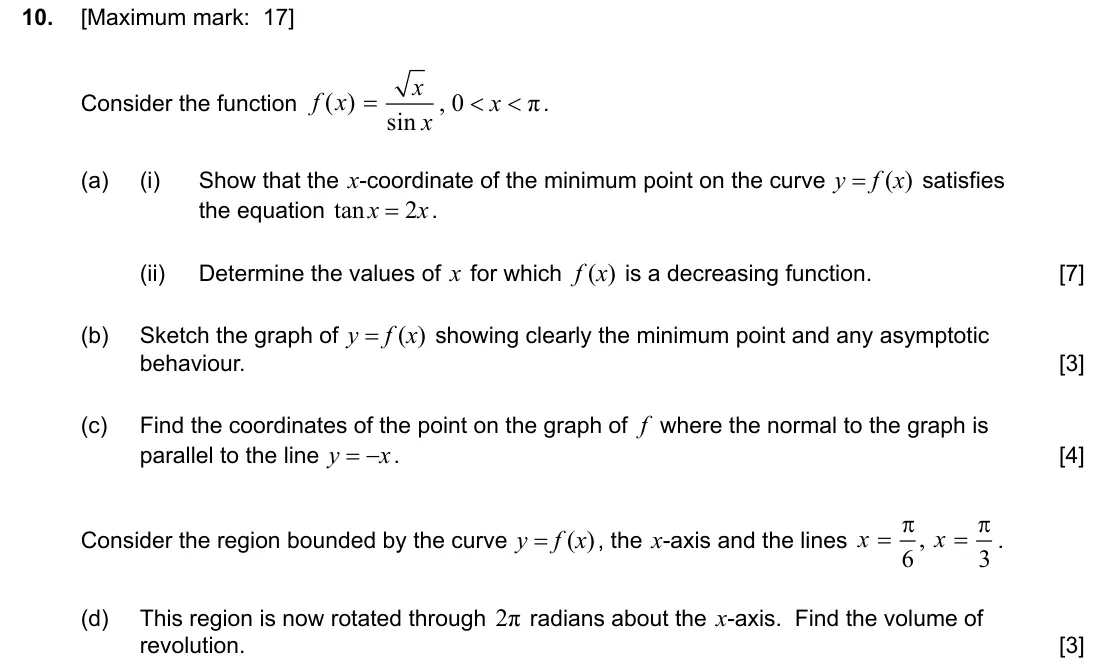 10. [Maximum mark: 17]
Consider the function f(x) = √x / sin x, 0 < x < π.
(a) (i) Show that the x-coordinate of the minimum point on the curve y = f(x) satisfies
the equation tan x = 2x.
(ii) Determine the values of x for which f(x) is a decreasing function. [7]
(b) Sketch the graph of y = f(x) showing clearly the minimum point and any asymptotic
behaviour. [3]
(c) Find the coordinates of the point on the graph of f where the normal to the graph is
parallel to the line y = −x. [4]
Consider the region bounded by the curve y = f(x), the x-axis and the lines x = π/6, x = π/3.
(d) This region is now rotated through 2π radians about the x-axis. Find the volume of
revolution. [3]